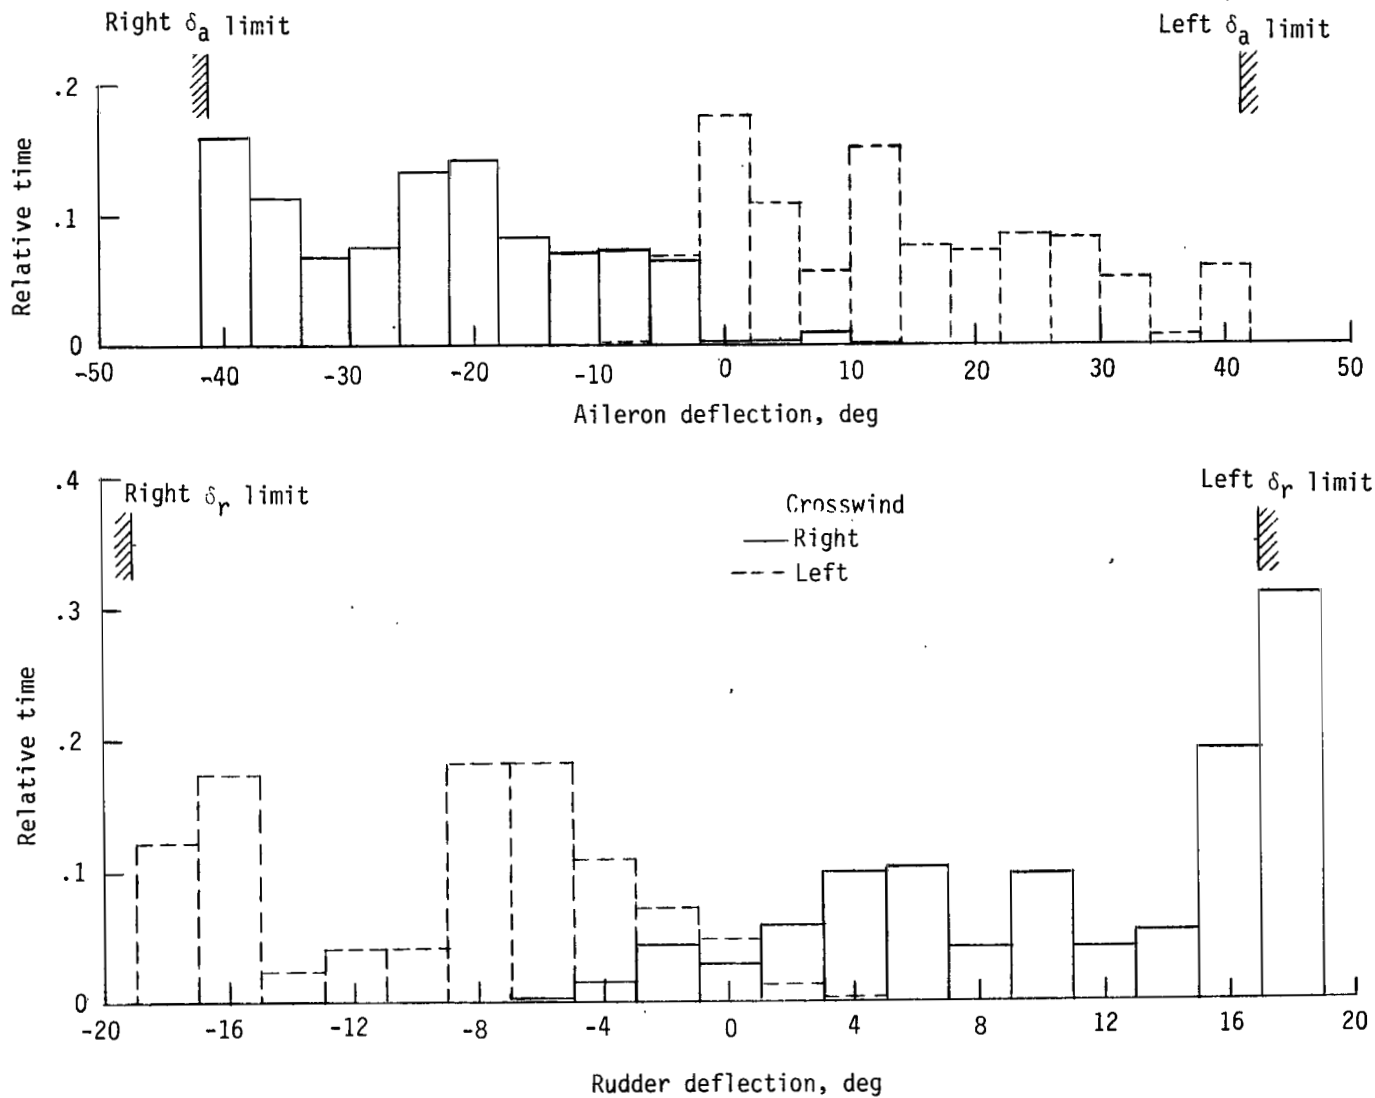 Right δa limit
Left δa limit
.2
.1
0
Relative time
-50
-40
-30
-20
-10
0
10
20
30
40
50
Aileron deflection, deg
.4
.3
.2
.1
0
Relative time
Right δr limit
Left δr limit
Crosswind
Right
Left
-20
-16
-12
-8
-4
0
4
8
12
16
20
Rudder deflection, deg